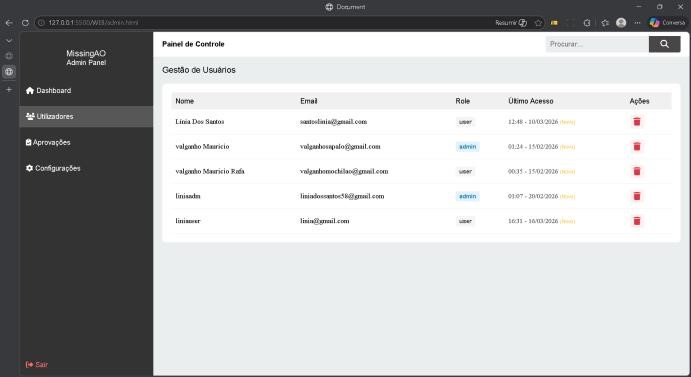 Document
127.0.0.1:5500/WEB/admin.html
Resumir
Conversa
MissingAO
Admin Panel
Dashboard
Utilizadores
Aprovações
Configurações
Sair
Painel de Controle
Procurar...
Gestão de Usuários
Nome Email Role Último Acesso Ações
Línia Dos Santos santoslinia@gmail.com user 12:48 - 10/03/2026 (Novo)
valganho Mauricio valganhosapalo@gmail.com admin 01:24 - 15/02/2026 (Novo)
valganho Mauricio Rafa valganhomochilao@gmail.com user 00:35 - 15/02/2026 (Novo)
liniaadm liniadossantos58@gmail.com admin 01:07 - 20/02/2026 (Novo)
liniauser linia@gmail.com user 16:31 - 16/03/2026 (Novo)